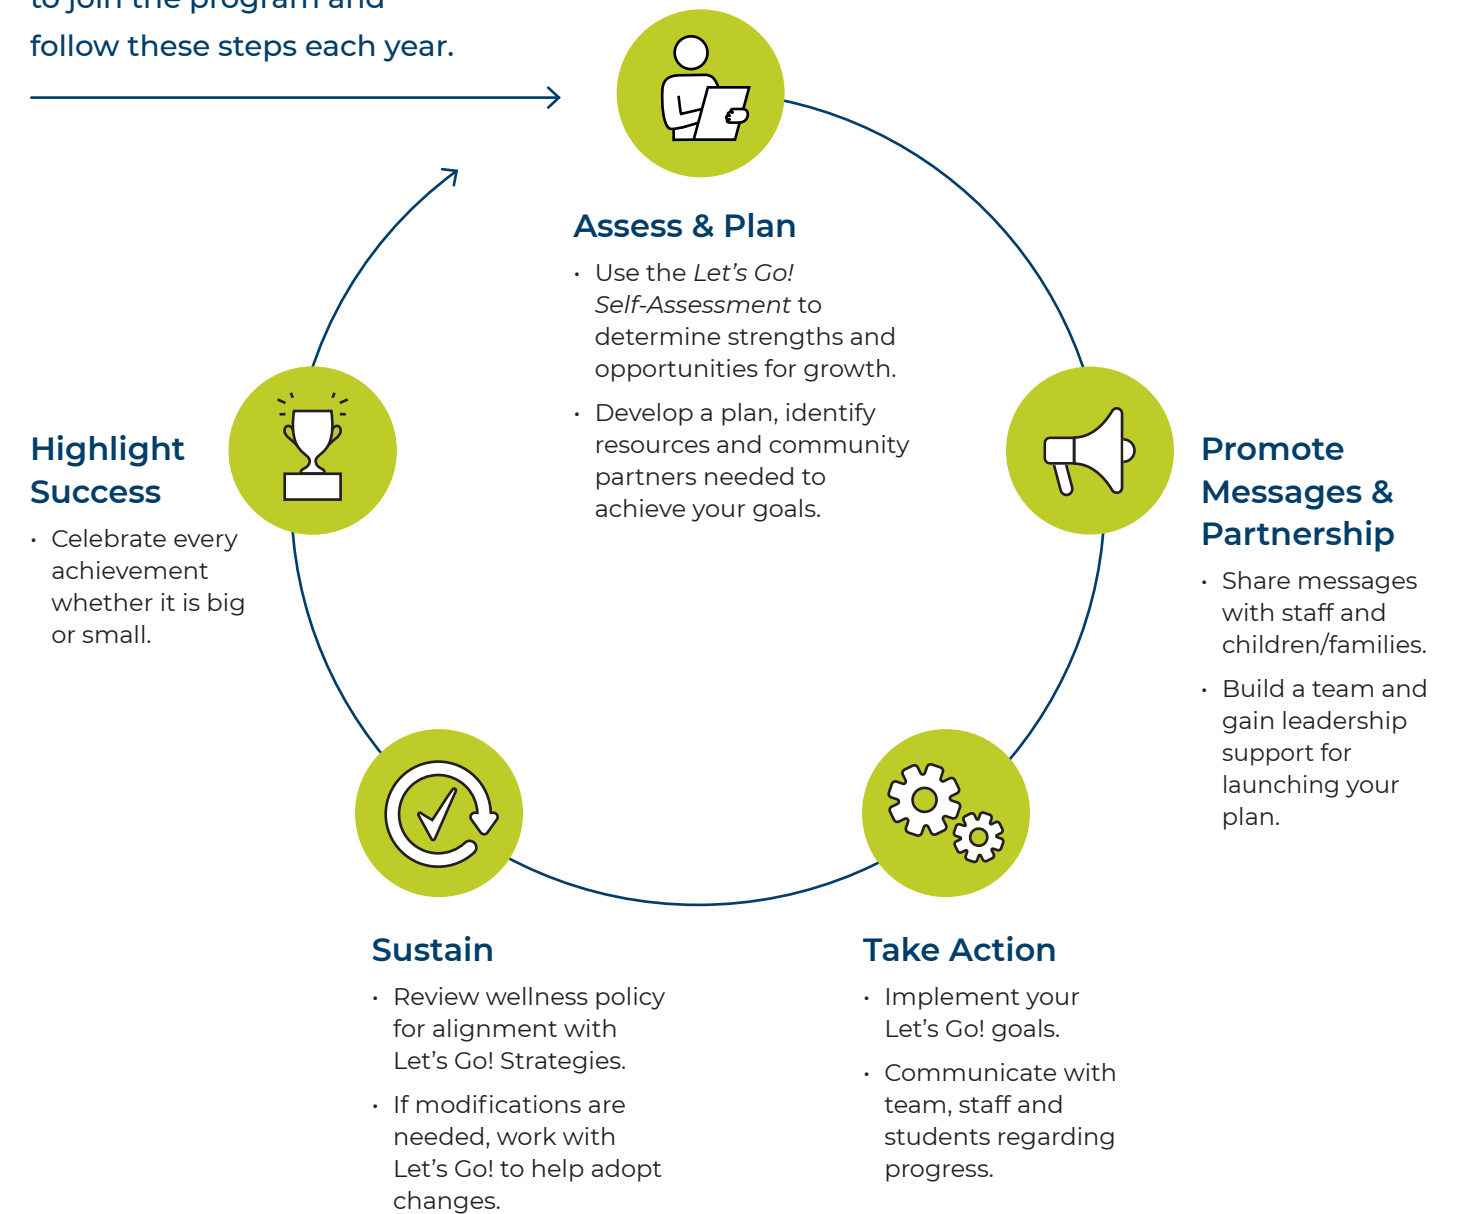 to join the program and
follow these steps each year.
Assess & Plan
• Use the Let’s Go!
Self-Assessment to
determine strengths and
opportunities for growth.
• Develop a plan, identify
resources and community
partners needed to
achieve your goals.
Promote
Messages &
Partnership
• Share messages
with staff and
children/families.
• Build a team and
gain leadership
support for
launching your
plan.
Take Action
• Implement your
Let’s Go! goals.
• Communicate with
team, staff and
students regarding
progress.
Sustain
• Review wellness policy
for alignment with
Let’s Go! Strategies.
• If modifications are
needed, work with
Let’s Go! to help adopt
changes.
Highlight
Success
• Celebrate every
achievement
whether it is big
or small.